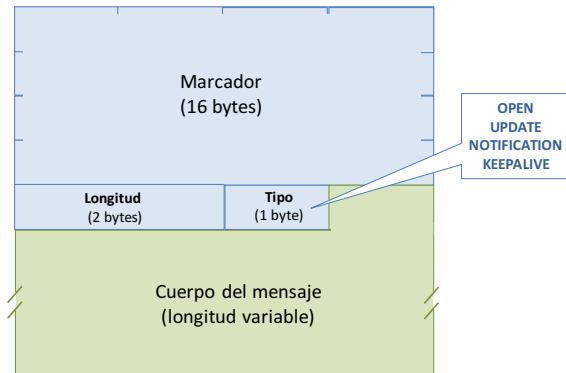 Marcador
(16 bytes)
OPEN
UPDATE
NOTIFICATION
KEEPALIVE
Longitud
(2 bytes)
Tipo
(1 byte)
Cuerpo del mensaje
(longitud variable)